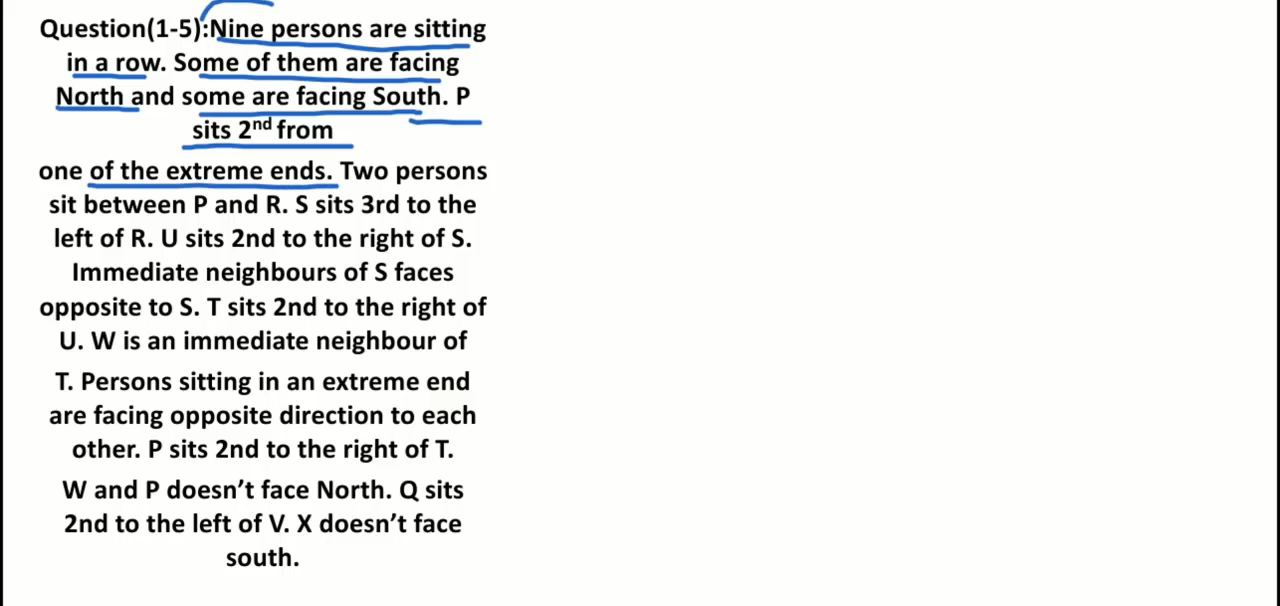 Question(1-5):Nine persons are sitting
in a row. Some of them are facing
North and some are facing South. P
sits 2nd from
one of the extreme ends. Two persons
sit between P and R. S sits 3rd to the
left of R. U sits 2nd to the right of S.
Immediate neighbours of S faces
opposite to S. T sits 2nd to the right of
U. W is an immediate neighbour of
T. Persons sitting in an extreme end
are facing opposite direction to each
other. P sits 2nd to the right of T.
W and P doesn’t face North. Q sits
2nd to the left of V. X doesn’t face
south.